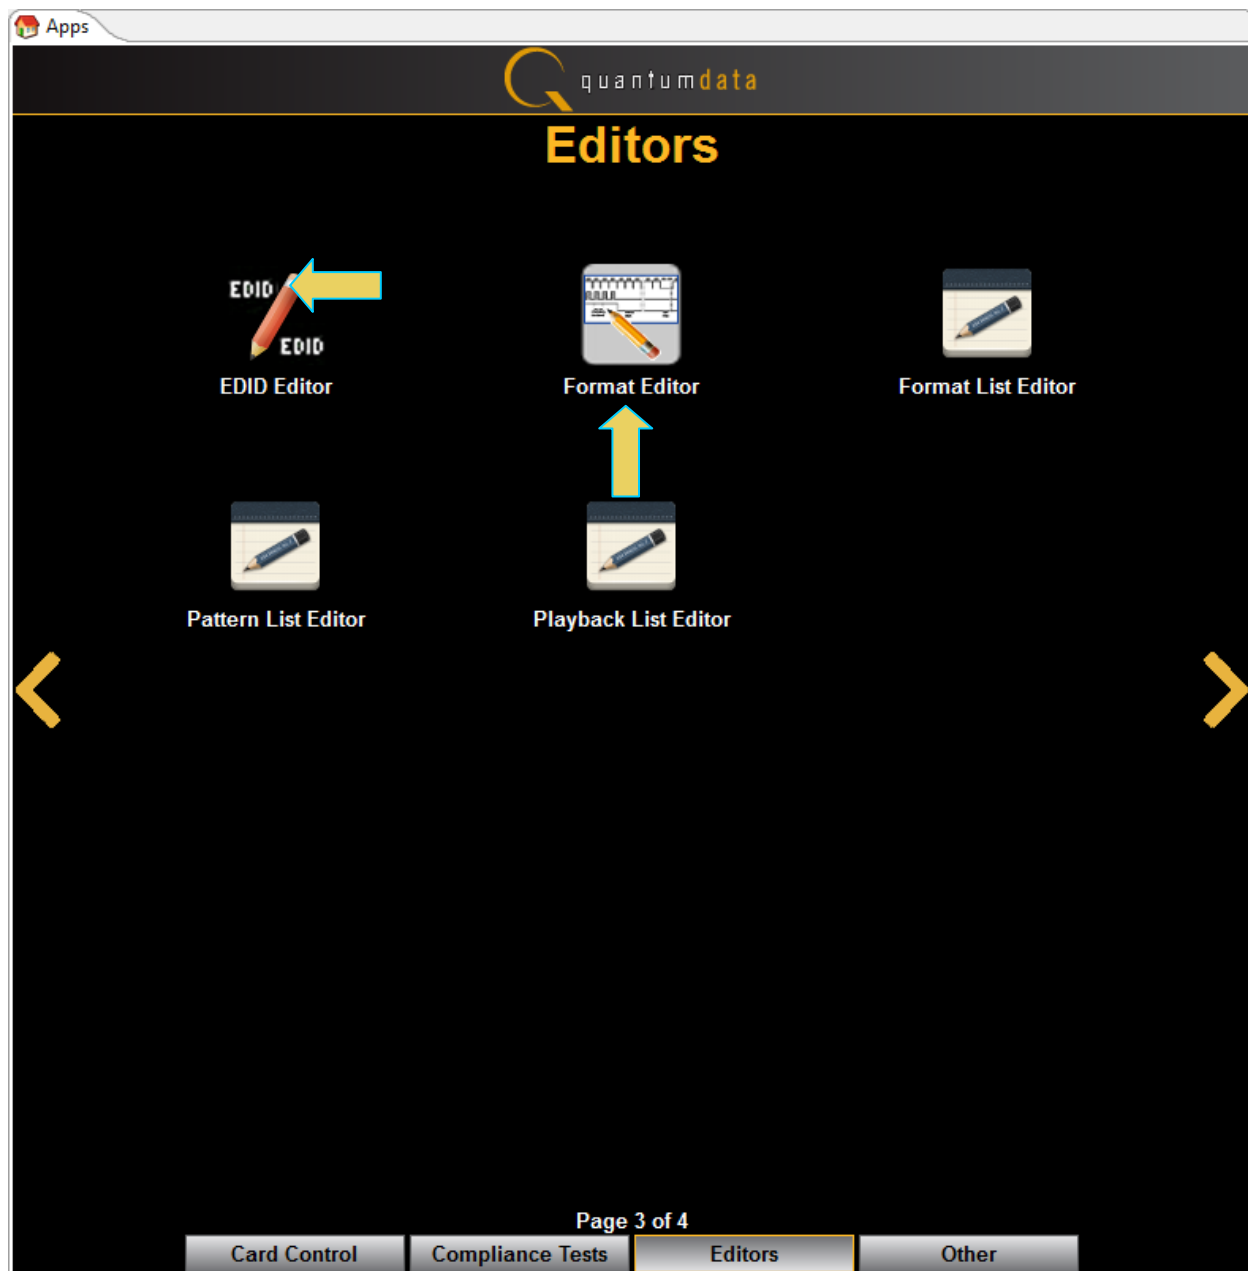 Apps
quantumdata
Editors
EDID
EDID
EDID Editor
Format Editor
Format List Editor
Pattern List Editor
Playback List Editor
Page 3 of 4
Card Control
Compliance Tests
Editors
Other